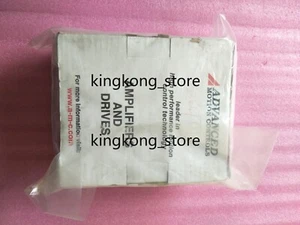 kingkong_store
ADVANCED
MOTION CONTROLS
leader in
high performance motion
control technology
AMPLIFIERS
AND
DRIVES
For more information visit:
www.a-m-c.com
kingkong_store
kingkong_store